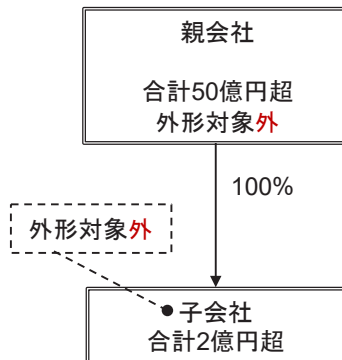 親会社
合計50億円超
外形対象外
100%
外形対象外
子会社
合計2億円超